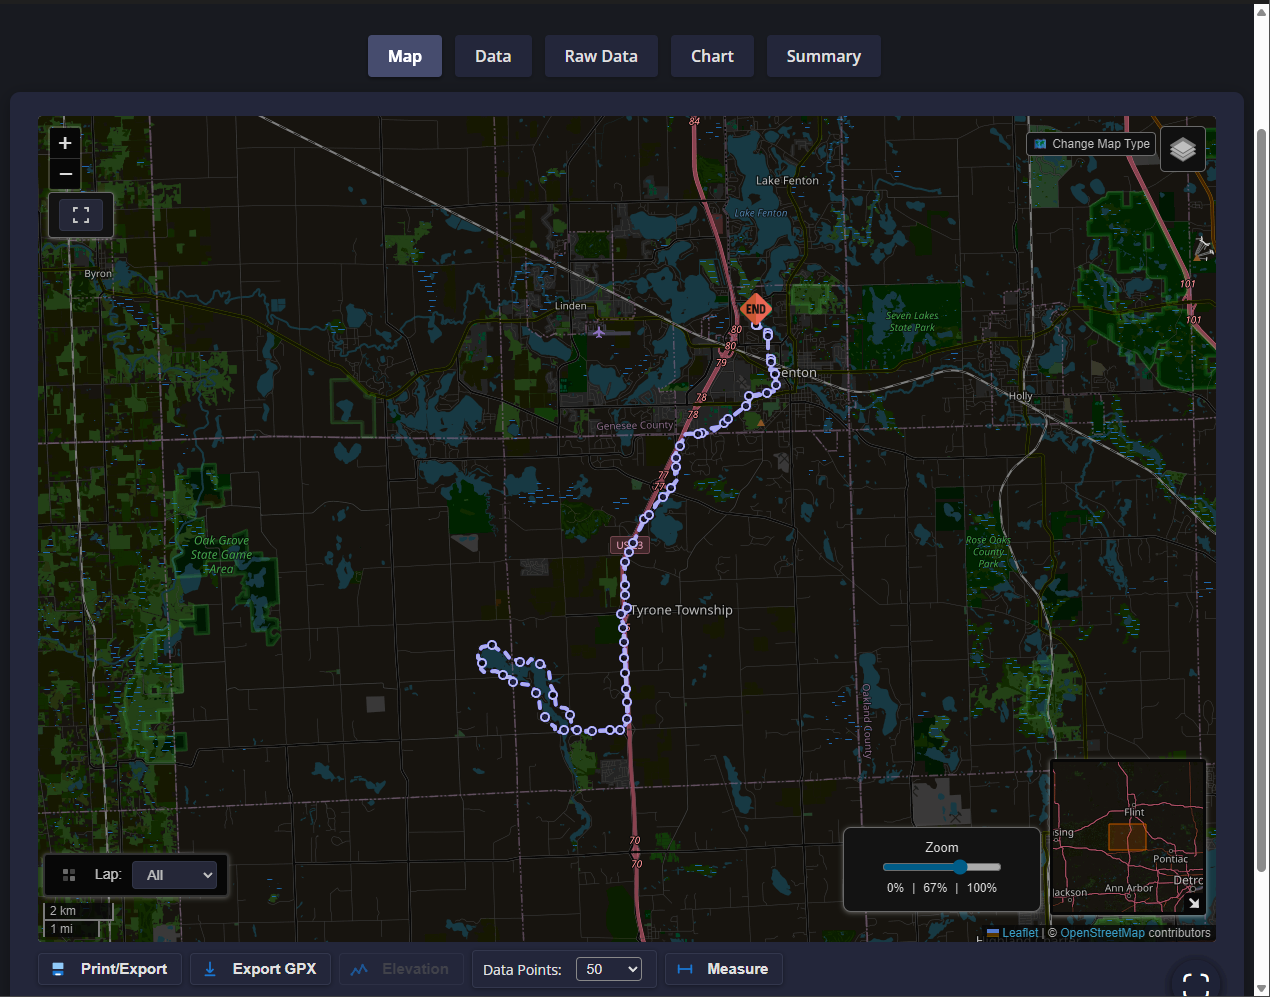 Map
Data
Raw Data
Chart
Summary
+
−
Change Map Type
84
Lake Fenton
Lake Fenton
Byron
Linden
END
101
101
Seven Lakes
State Park
80
80
79
enton
Holly
78
78
Genesee County
77
77
Oak Grove
State Game
Area
US 23
Rose Oaks
County
Park
Tyrone Township
Oakland County
70
70
Zoom
0% | 67% | 100%
Flint
sing
Pontiac
Detro
Ann Arbor
Jackson
Lap:
All
2 km
1 mi
Leaflet | © OpenStreetMap contributors
Print/Export
Export GPX
Elevation
Data Points:
50
Measure